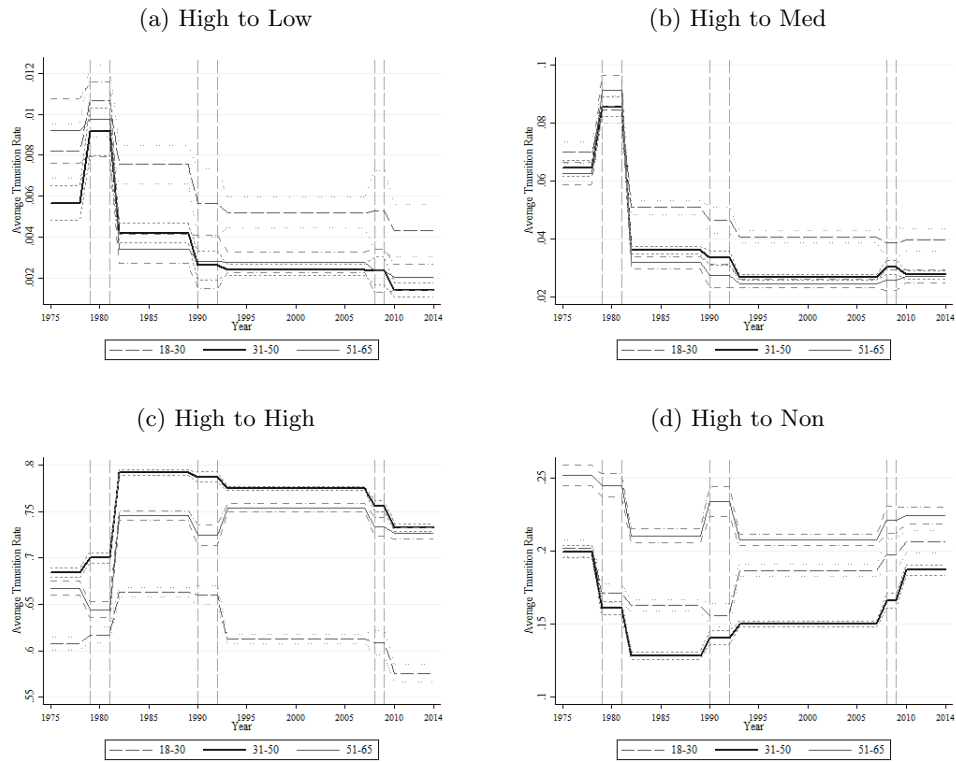 (a) High to Low
(b) High to Med
Average Transition Rate
.002 .004 .006 .008 .01 .012
1975 1980 1985 1990 1995 2000 2005 2010 2014
Year
18-30 31-50 51-65
Average Transition Rate
.02 .04 .06 .08 .1
1975 1980 1985 1990 1995 2000 2005 2010 2014
Year
18-30 31-50 51-65
(c) High to High
(d) High to Non
Average Transition Rate
.55 .6 .65 .7 .75 .8
1975 1980 1985 1990 1995 2000 2005 2010 2014
Year
18-30 31-50 51-65
Average Transition Rate
.1 .15 .2 .25
1975 1980 1985 1990 1995 2000 2005 2010 2014
Year
18-30 31-50 51-65